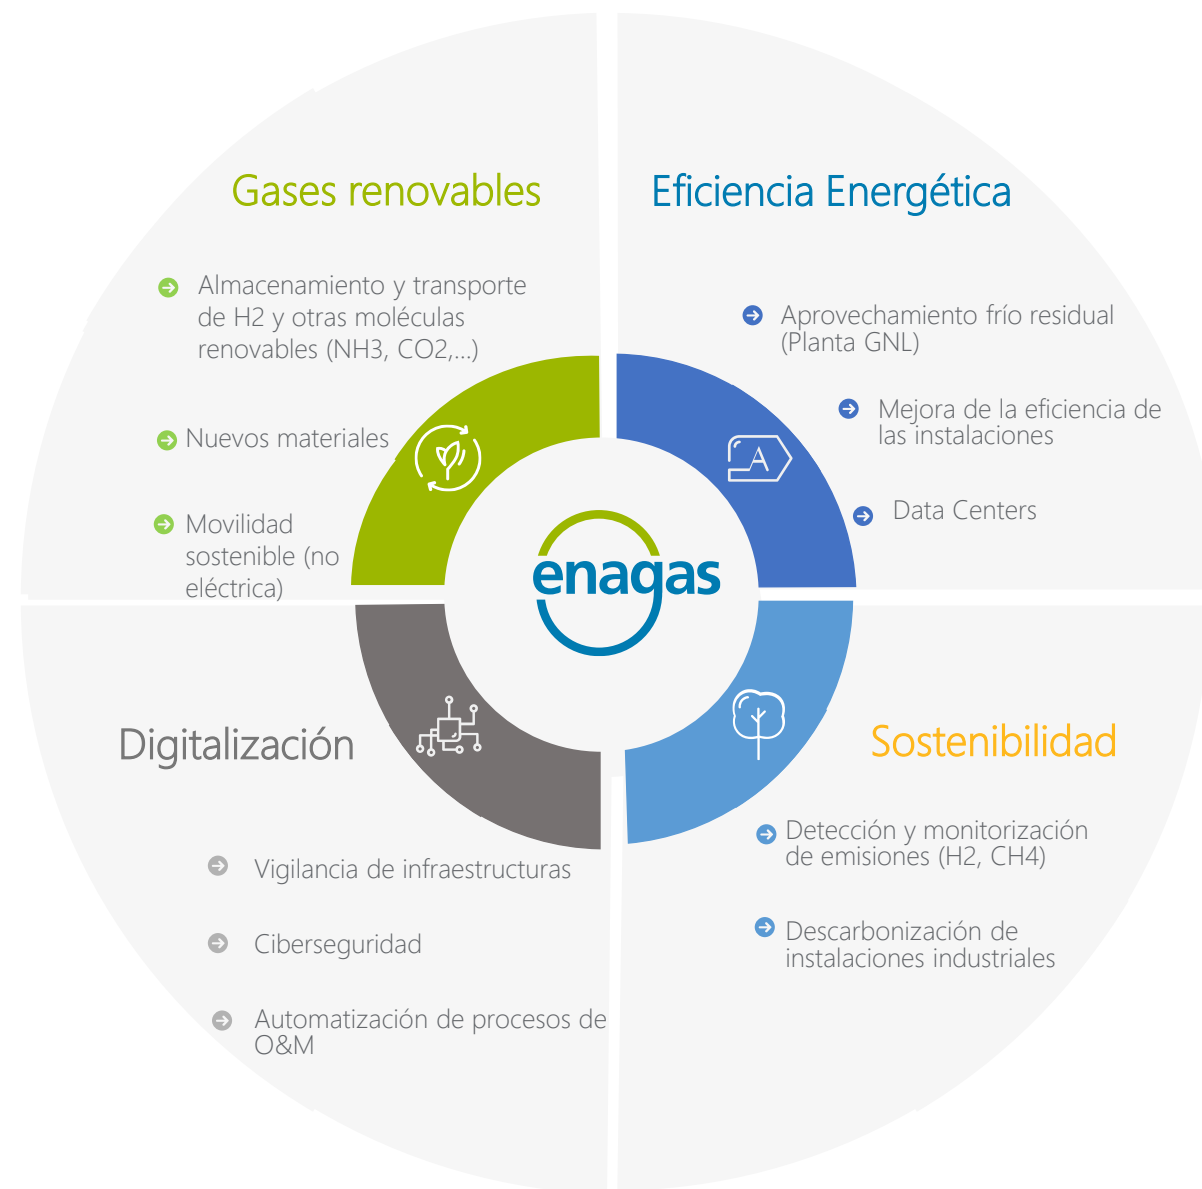 Gases renovables
Almacenamiento y transporte
de H2 y otras moléculas
renovables (NH3, CO2,...)
Nuevos materiales
Movilidad
sostenible (no
eléctrica)
Eficiencia Energética
Aprovechamiento frío residual
(Planta GNL)
Mejora de la eficiencia de
las instalaciones
Data Centers
A
enagas
Digitalización
Vigilancia de infraestructuras
Ciberseguridad
Automatización de procesos de
O&M
Sostenibilidad
Detección y monitorización
de emisiones (H2, CH4)
Descarbonización de
instalaciones industriales